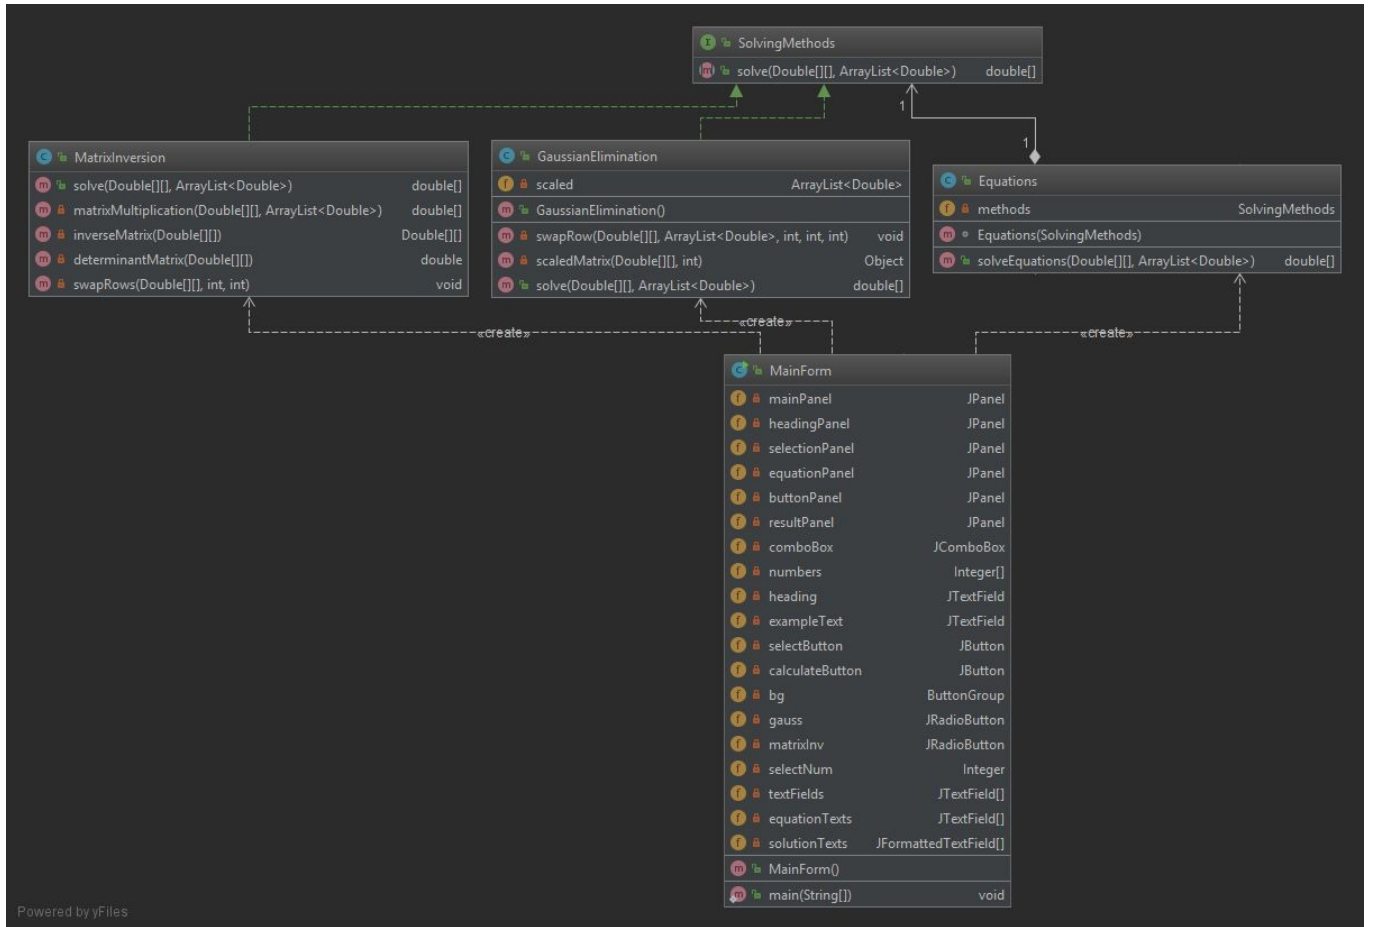 SolvingMethods
solve(Double[][], ArrayList<Double>) double[]
1
1
MatrixInversion
solve(Double[][], ArrayList<Double>) double[]
matrixMultiplication(Double[][], ArrayList<Double>) double[]
inverseMatrix(Double[][]) Double[][]
determinantMatrix(Double[][]) double
swapRows(Double[][], int, int) void
GaussianElimination
scaled ArrayList<Double>
GaussianElimination()
swapRow(Double[][], ArrayList<Double>, int, int, int) void
scaledMatrix(Double[][], int) Object
solve(Double[][], ArrayList<Double>) double[]
Equations
methods SolvingMethods
Equations(SolvingMethods)
solveEquations(Double[][], ArrayList<Double>) double[]
«create»
«create»
«create»
MainForm
mainPanel JPanel
headingPanel JPanel
selectionPanel JPanel
equationPanel JPanel
buttonPanel JPanel
resultPanel JPanel
comboBox JComboBox
numbers Integer[]
heading JTextField
exampleText JTextField
selectButton JButton
calculateButton JButton
bg ButtonGroup
gauss JRadioButton
matrixInv JRadioButton
selectNum Integer
textFields JTextField[]
equationTexts JTextField[]
solutionTexts JFormattedTextField[]
MainForm()
main(String[]) void
Powered by yFiles